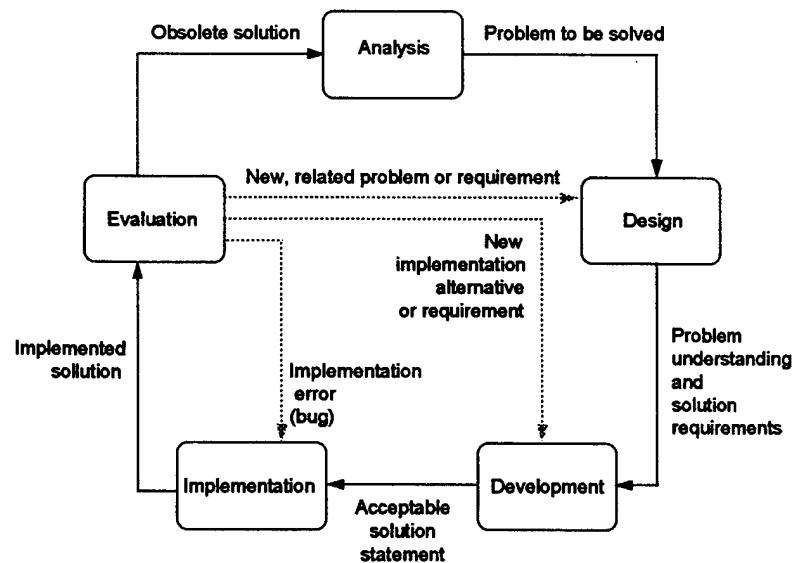 Obsolete solution
Analysis
Problem to be solved
New, related problem or requirement
Evaluation
Design
New
implementation
alternative
or requirement
Implemented
sollution
Problem
understanding
and
solution
requirements
Implementation
error
(bug)
Implementation
Development
Acceptable
solution
statement